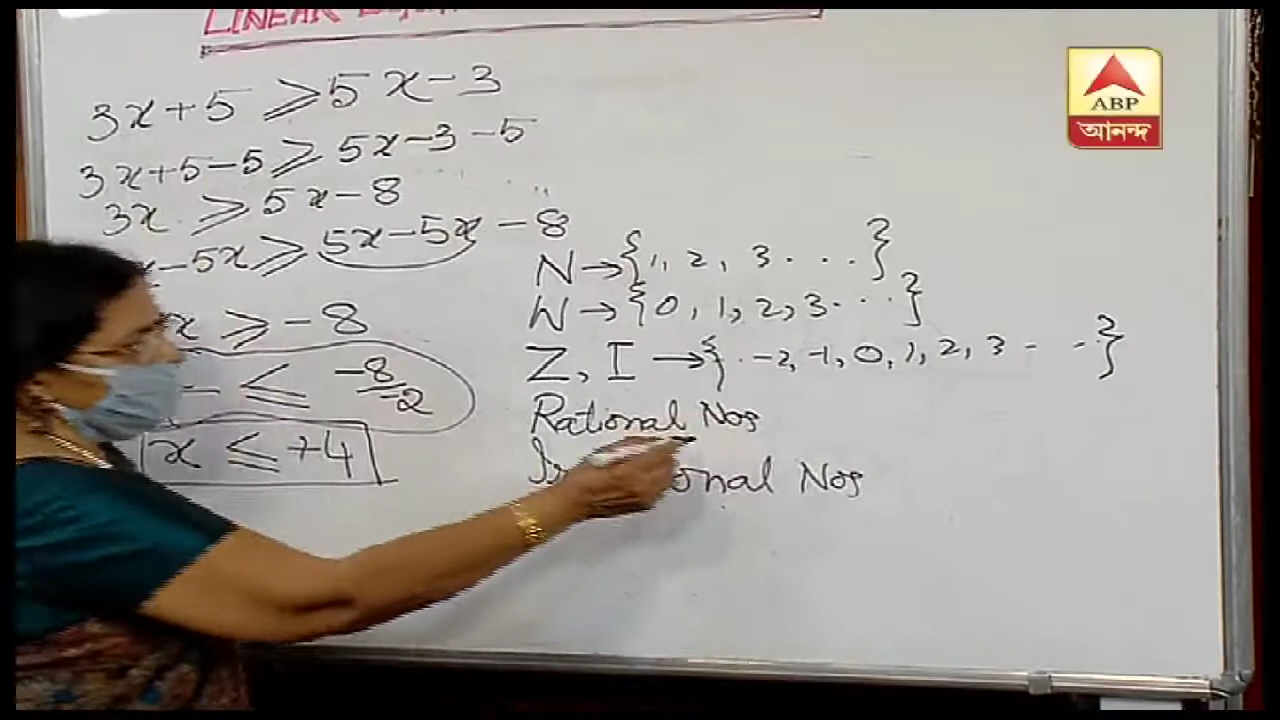 LINEAR
3x+5 ⩾ 5x-3
3x+5-5 ⩾ 5x-3-5
3x ⩾ 5x-8
x-5x ⩾ 5x-5x-8
x ⩾ -8
≤ -8/-2
x ≤ +4
N → {1, 2, 3 . . . }
W → {0, 1, 2, 3 . . . }
Z, I → { . -2, -1, 0, 1, 2, 3 . . . }
Rational Nos
Ir onal Nos
ABP
আনন্দ